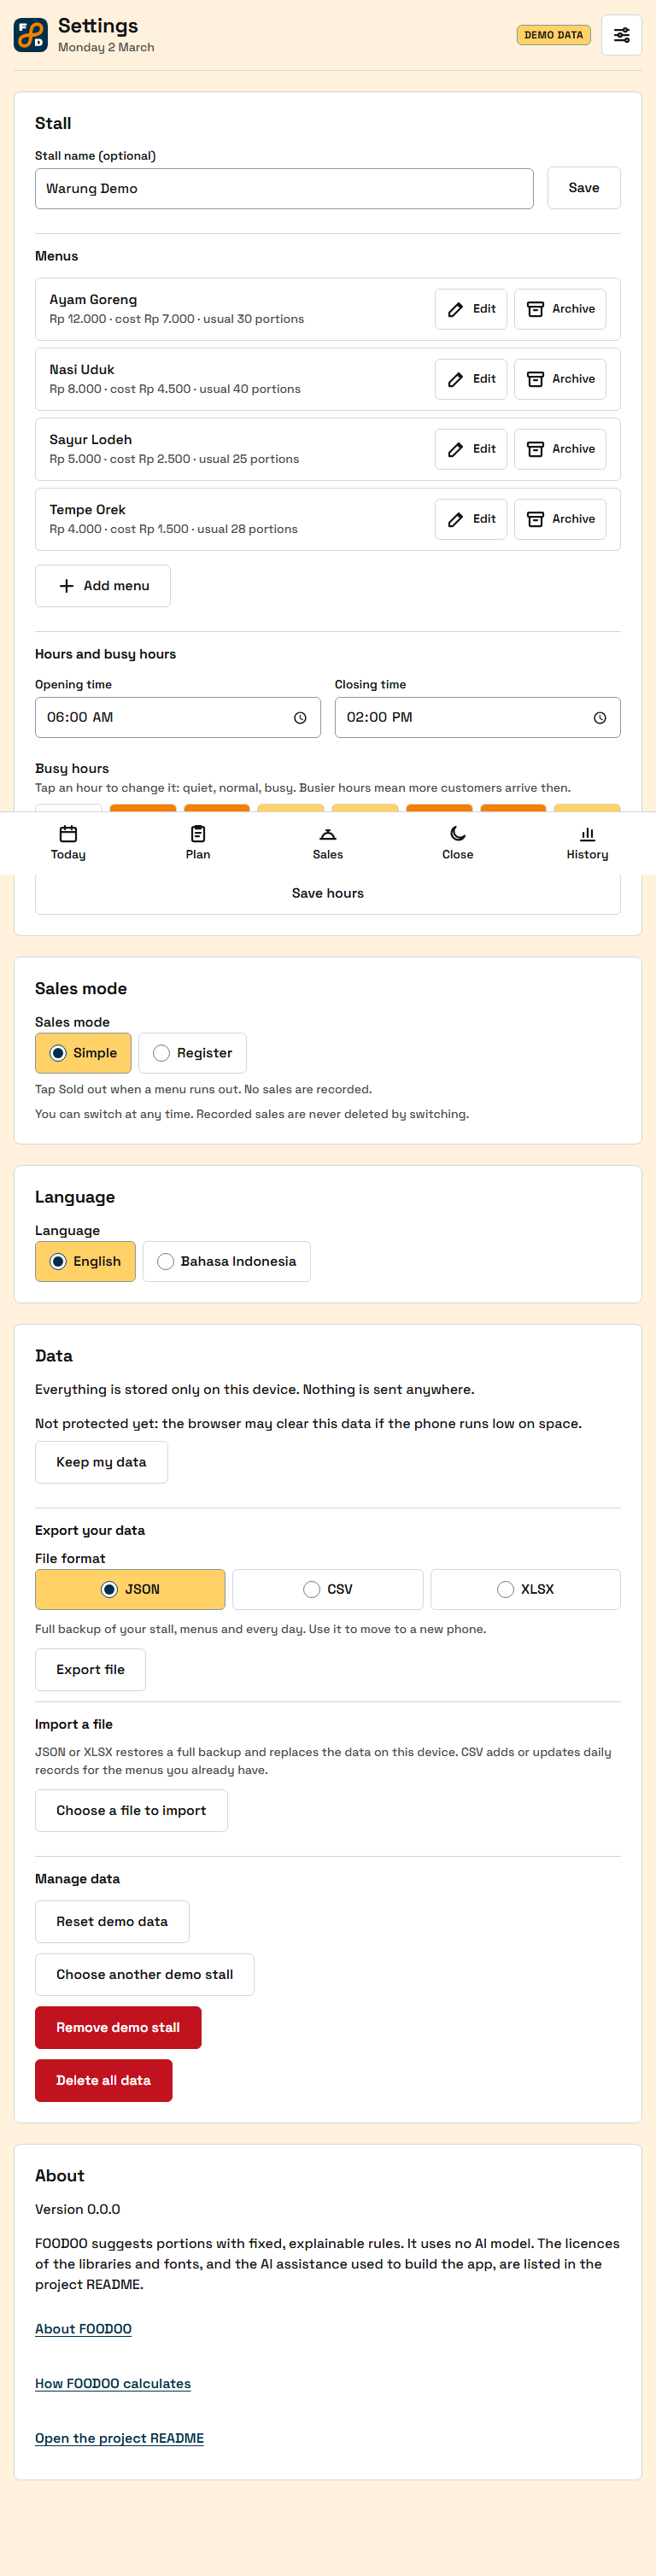 F
D
Settings
Monday 2 March
DEMO DATA
Stall
Stall name (optional)
Warung Demo
Save
Menus
Ayam Goreng
Rp 12.000 · cost Rp 7.000 · usual 30 portions
Edit
Archive
Nasi Uduk
Rp 8.000 · cost Rp 4.500 · usual 40 portions
Edit
Archive
Sayur Lodeh
Rp 5.000 · cost Rp 2.500 · usual 25 portions
Edit
Archive
Tempe Orek
Rp 4.000 · cost Rp 1.500 · usual 28 portions
Edit
Archive
Add menu
Hours and busy hours
Opening time
Closing time
06:00 AM
02:00 PM
Busy hours
Tap an hour to change it: quiet, normal, busy. Busier hours mean more customers arrive then.
Today
Plan
Sales
Close
History
Save hours
Sales mode
Sales mode
Simple
Register
Tap Sold out when a menu runs out. No sales are recorded.
You can switch at any time. Recorded sales are never deleted by switching.
Language
Language
English
Bahasa Indonesia
Data
Everything is stored only on this device. Nothing is sent anywhere.
Not protected yet: the browser may clear this data if the phone runs low on space.
Keep my data
Export your data
File format
JSON
CSV
XLSX
Full backup of your stall, menus and every day. Use it to move to a new phone.
Export file
Import a file
JSON or XLSX restores a full backup and replaces the data on this device. CSV adds or updates daily
records for the menus you already have.
Choose a file to import
Manage data
Reset demo data
Choose another demo stall
Remove demo stall
Delete all data
About
Version 0.0.0
FOODOO suggests portions with fixed, explainable rules. It uses no AI model. The licences
of the libraries and fonts, and the AI assistance used to build the app, are listed in the
project README.
About FOODOO
How FOODOO calculates
Open the project README